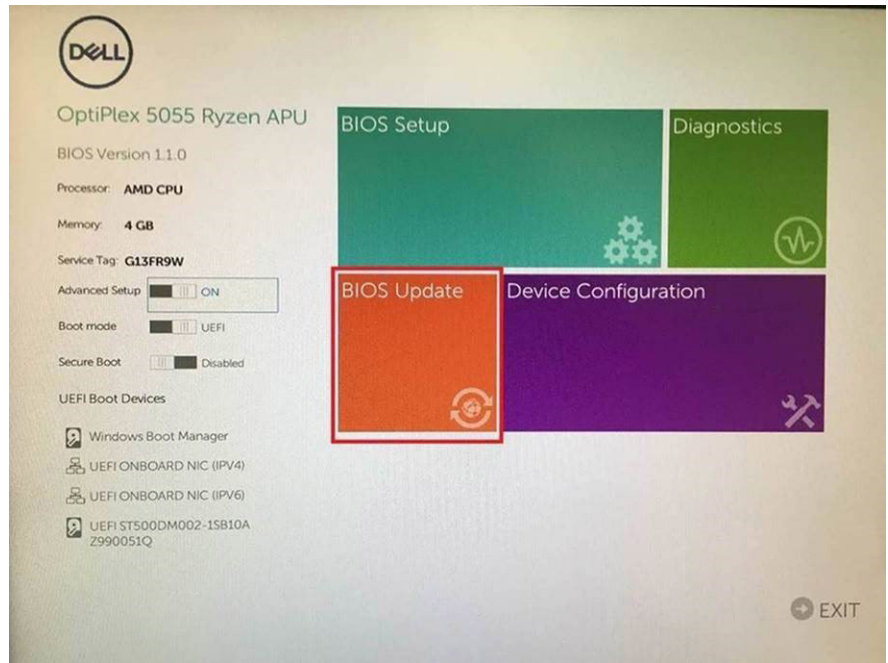 DELL
OptiPlex 5055 Ryzen APU
BIOS Version 1.1.0
Processor: AMD CPU
Memory: 4 GB
Service Tag: G13FR9W
Advanced Setup ON
Boot mode UEFI
Secure Boot Disabled
UEFI Boot Devices
Windows Boot Manager
UEFI ONBOARD NIC (IPV4)
UEFI ONBOARD NIC (IPV6)
UEFI ST500DM002-1SB10A
Z990051Q
BIOS Setup
Diagnostics
BIOS Update
Device Configuration
EXIT